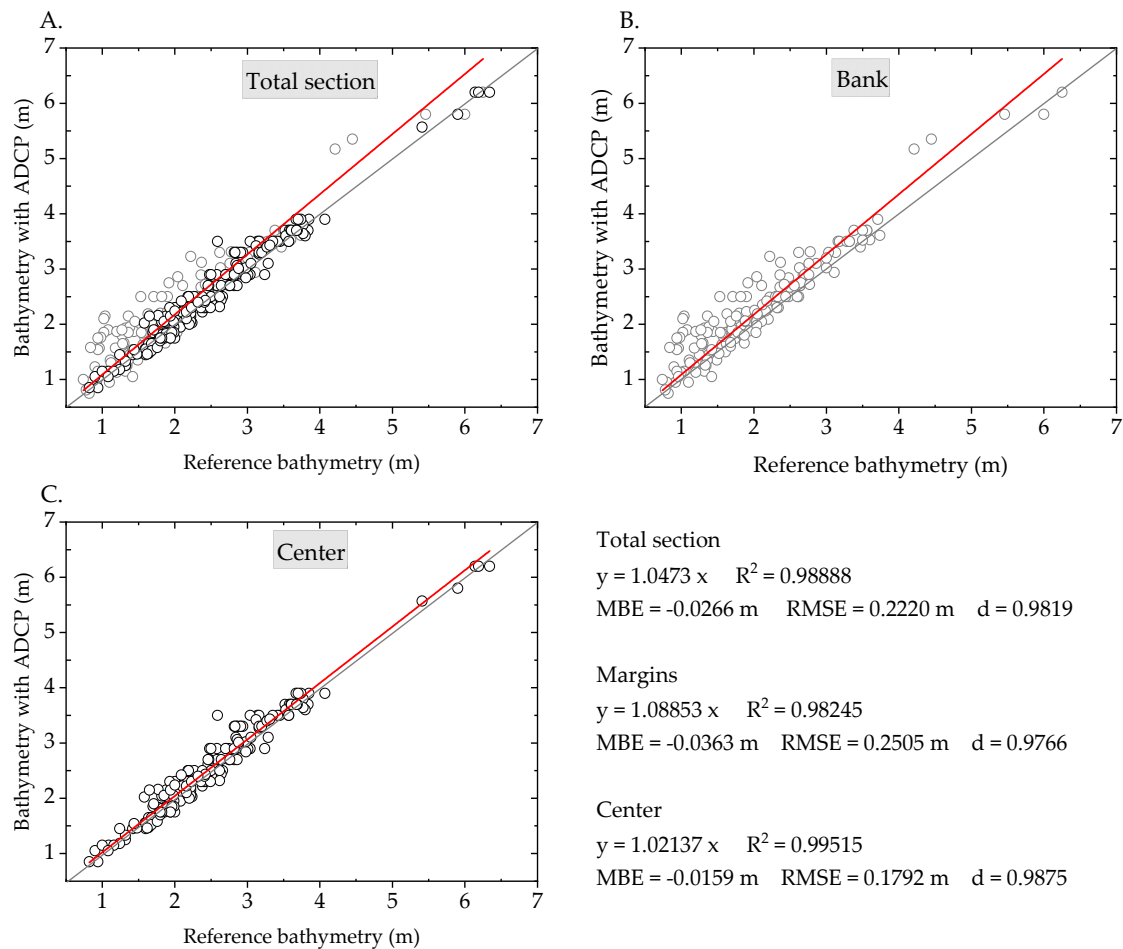 A.
Total section
7
6
5
4
3
2
1
Bathymetry with ADCP (m)
1 2 3 4 5 6 7
Reference bathymetry (m)
B.
Bank
7
6
5
4
3
2
1
Bathymetry with ADCP (m)
1 2 3 4 5 6 7
Reference bathymetry (m)
C.
Center
7
6
5
4
3
2
1
Bathymetry with ADCP (m)
1 2 3 4 5 6 7
Reference bathymetry (m)
Total section
y = 1.0473 x R² = 0.98888
MBE = -0.0266 m RMSE = 0.2220 m d = 0.9819
Margins
y = 1.08853 x R² = 0.98245
MBE = -0.0363 m RMSE = 0.2505 m d = 0.9766
Center
y = 1.02137 x R² = 0.99515
MBE = -0.0159 m RMSE = 0.1792 m d = 0.9875